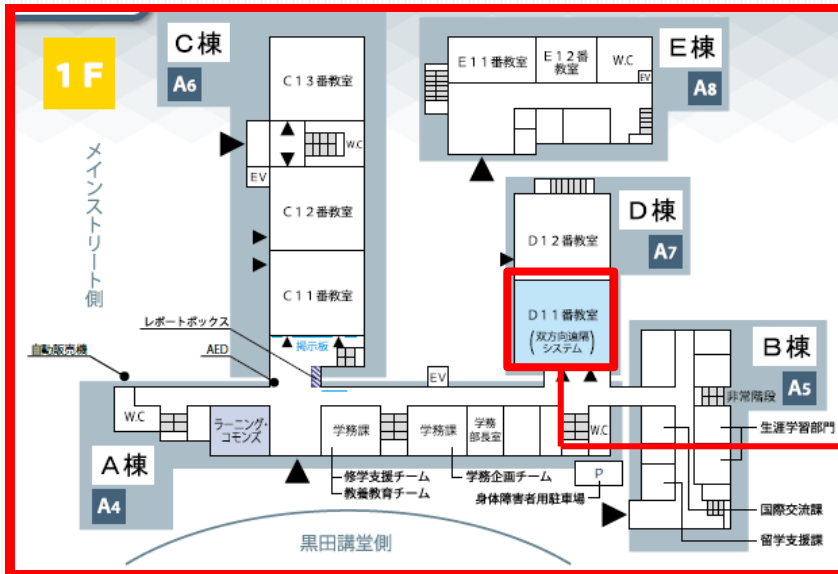 1F
C棟
A6
C13番教室
W.C
EV
C12番教室
C11番教室
掲示板
メインストリート側
レポートボックス
自動販売機
AED
E11番教室
E12番
教室
W.C
EV
E棟
A8
D12番教室
D棟
A7
D11番教室
(双方向遠隔
システム)
B棟
A5
非常階段
生涯学習部門
国際交流課
留学支援課
EV
W.C
ラーニング・
コモンズ
学務課
学務課
学務
部長室
W.C
A棟
A4
修学支援チーム
教養教育チーム
学務企画チーム
P
身体障害者用駐車場
黒田講堂側